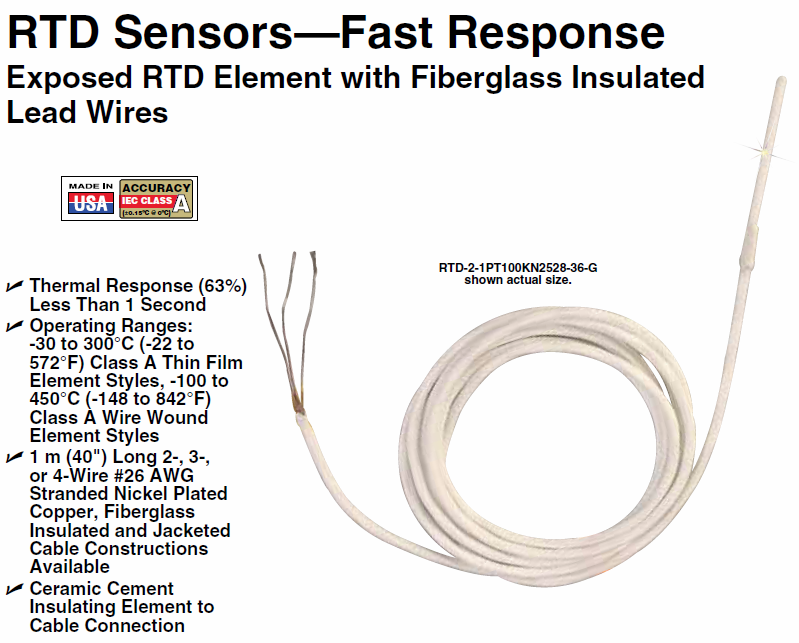 RTD Sensors—Fast Response
Exposed RTD Element with Fiberglass Insulated
Lead Wires
MADE IN
USA
ACCURACY
IEC CLASS A
(±0.15°C @ 0°C)
RTD-2-1PT100KN2528-36-G
shown actual size.
Thermal Response (63%)
Less Than 1 Second
Operating Ranges:
-30 to 300°C (-22 to
572°F) Class A Thin Film
Element Styles, -100 to
450°C (-148 to 842°F)
Class A Wire Wound
Element Styles
1 m (40") Long 2-, 3-,
or 4-Wire #26 AWG
Stranded Nickel Plated
Copper, Fiberglass
Insulated and Jacketed
Cable Constructions
Available
Ceramic Cement
Insulating Element to
Cable Connection